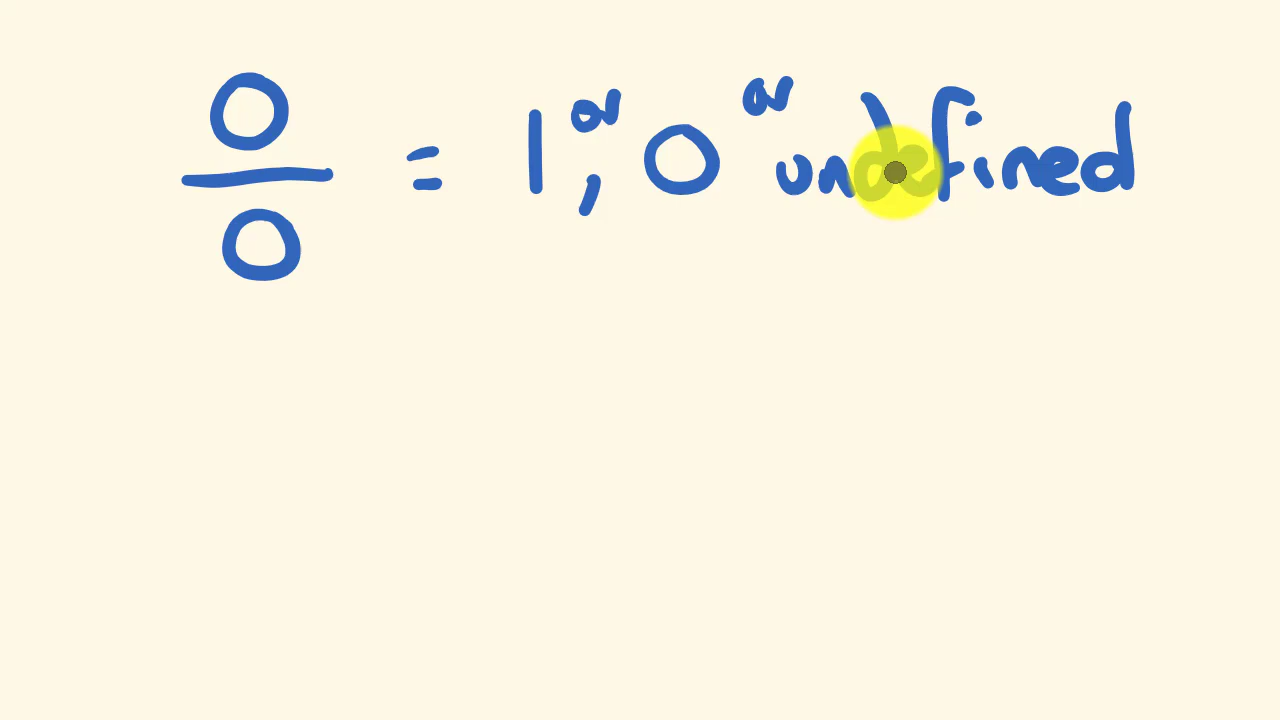 0/0 = 1, or 0 or undefined